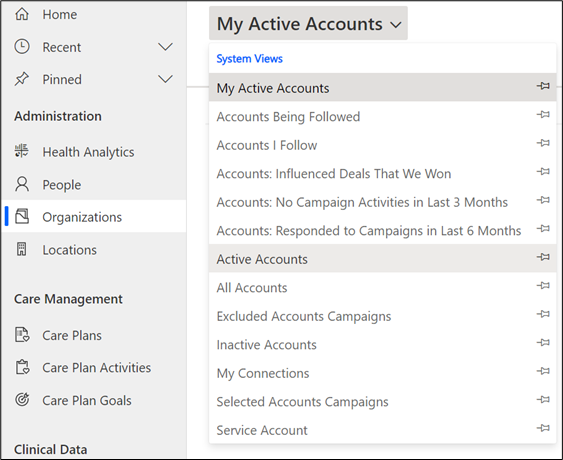 Home
Recent
Pinned
Administration
Health Analytics
People
Organizations
Locations
Care Management
Care Plans
Care Plan Activities
Care Plan Goals
Clinical Data
My Active Accounts
System Views
My Active Accounts
Accounts Being Followed
Accounts I Follow
Accounts: Influenced Deals That We Won
Accounts: No Campaign Activities in Last 3 Months
Accounts: Responded to Campaigns in Last 6 Months
Active Accounts
All Accounts
Excluded Accounts Campaigns
Inactive Accounts
My Connections
Selected Accounts Campaigns
Service Account